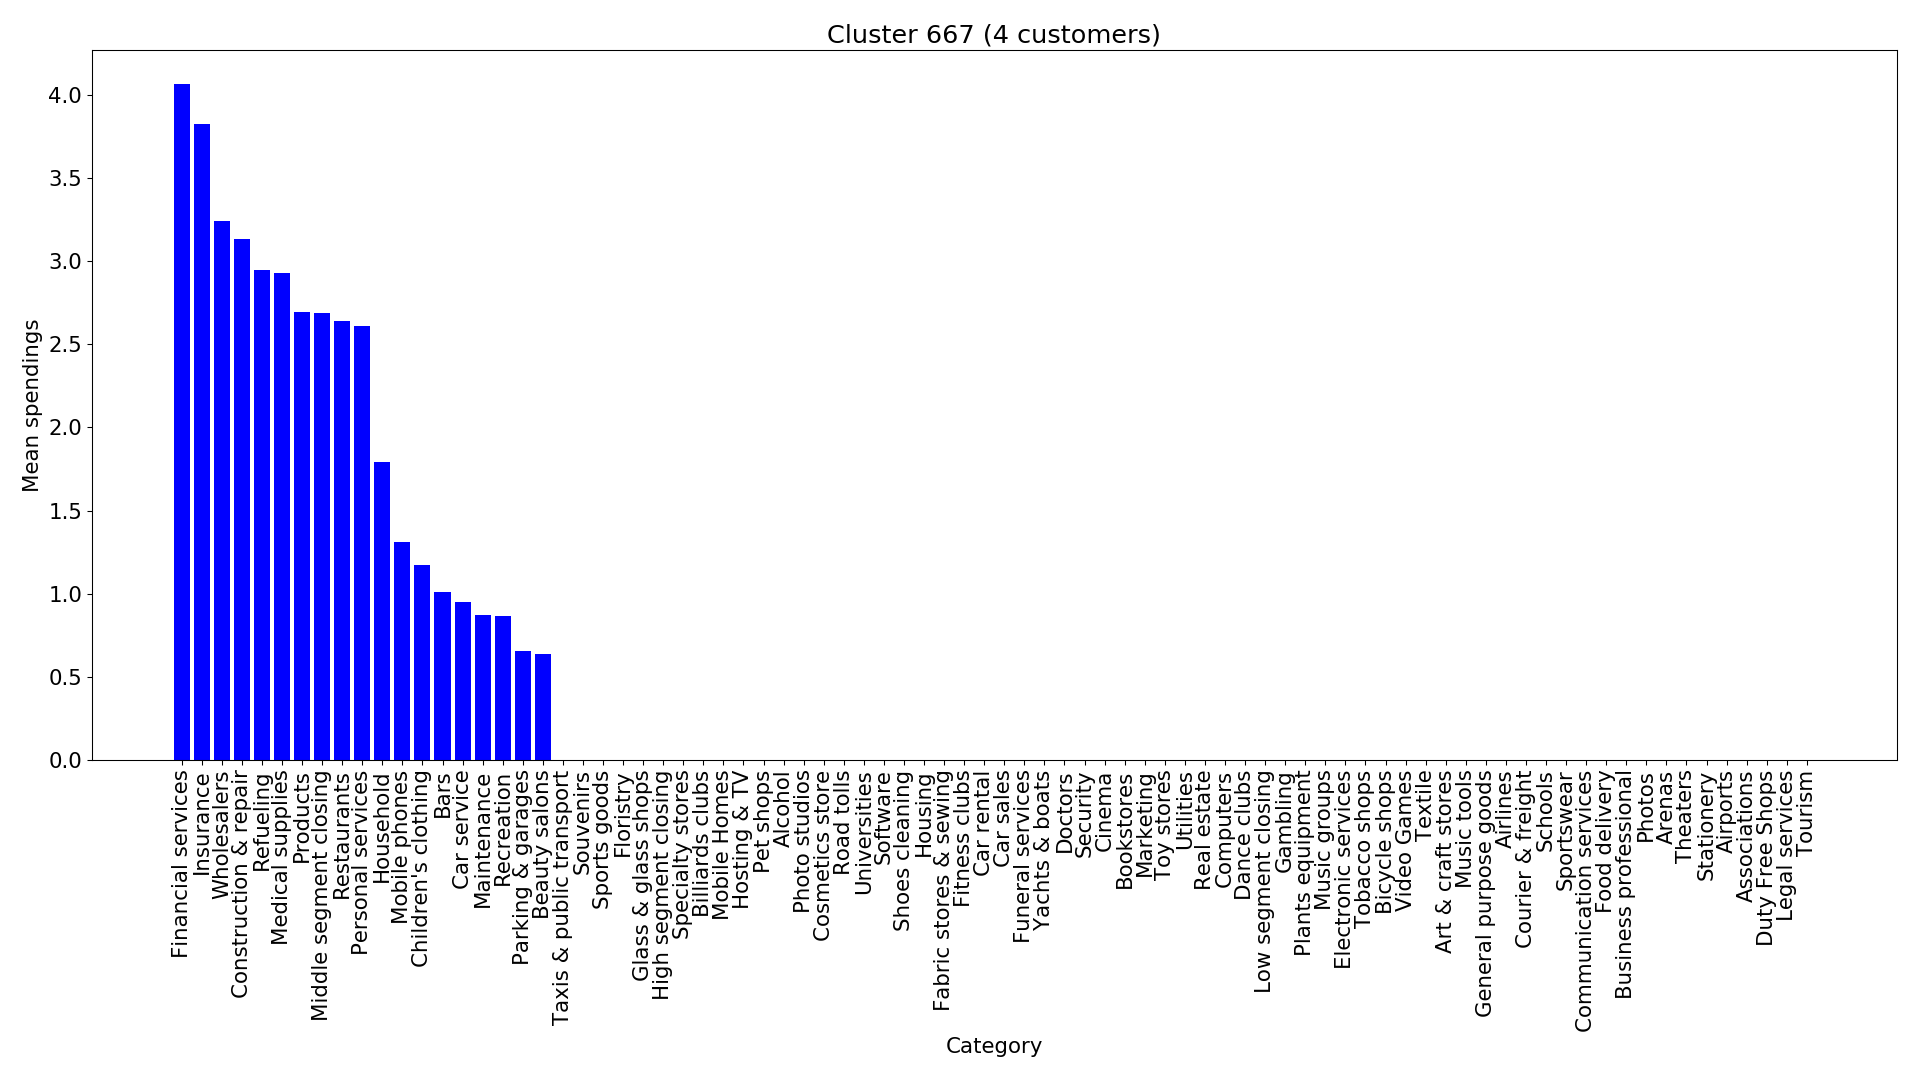 Cluster 667 (4 customers)
4.0
3.5
3.0
2.5
2.0
1.5
1.0
0.5
0.0
Mean spendings
Financial services
Insurance
Wholesalers
Construction & repair
Refueling
Medical supplies
Products
Middle segment closing
Restaurants
Personal services
Household
Mobile phones
Children's clothing
Bars
Car service
Maintenance
Recreation
Parking & garages
Beauty salons
Taxis & public transport
Souvenirs
Sports goods
Floristry
Glass & glass shops
High segment closing
Specialty stores
Billiards clubs
Mobile Homes
Hosting & TV
Pet shops
Alcohol
Photo studios
Cosmetics store
Road tolls
Universities
Software
Shoes cleaning
Housing
Fabric stores & sewing
Fitness clubs
Car rental
Car sales
Funeral services
Yachts & boats
Doctors
Security
Cinema
Bookstores
Marketing
Toy stores
Utilities
Real estate
Computers
Dance clubs
Low segment closing
Gambling
Plants equipment
Music groups
Electronic services
Tobacco shops
Bicycle shops
Video Games
Textile
Art & craft stores
Music tools
General purpose goods
Airlines
Courier & freight
Schools
Sportswear
Communication services
Food delivery
Business professional
Photos
Arenas
Theaters
Stationery
Airports
Associations
Duty Free Shops
Legal services
Tourism
Category